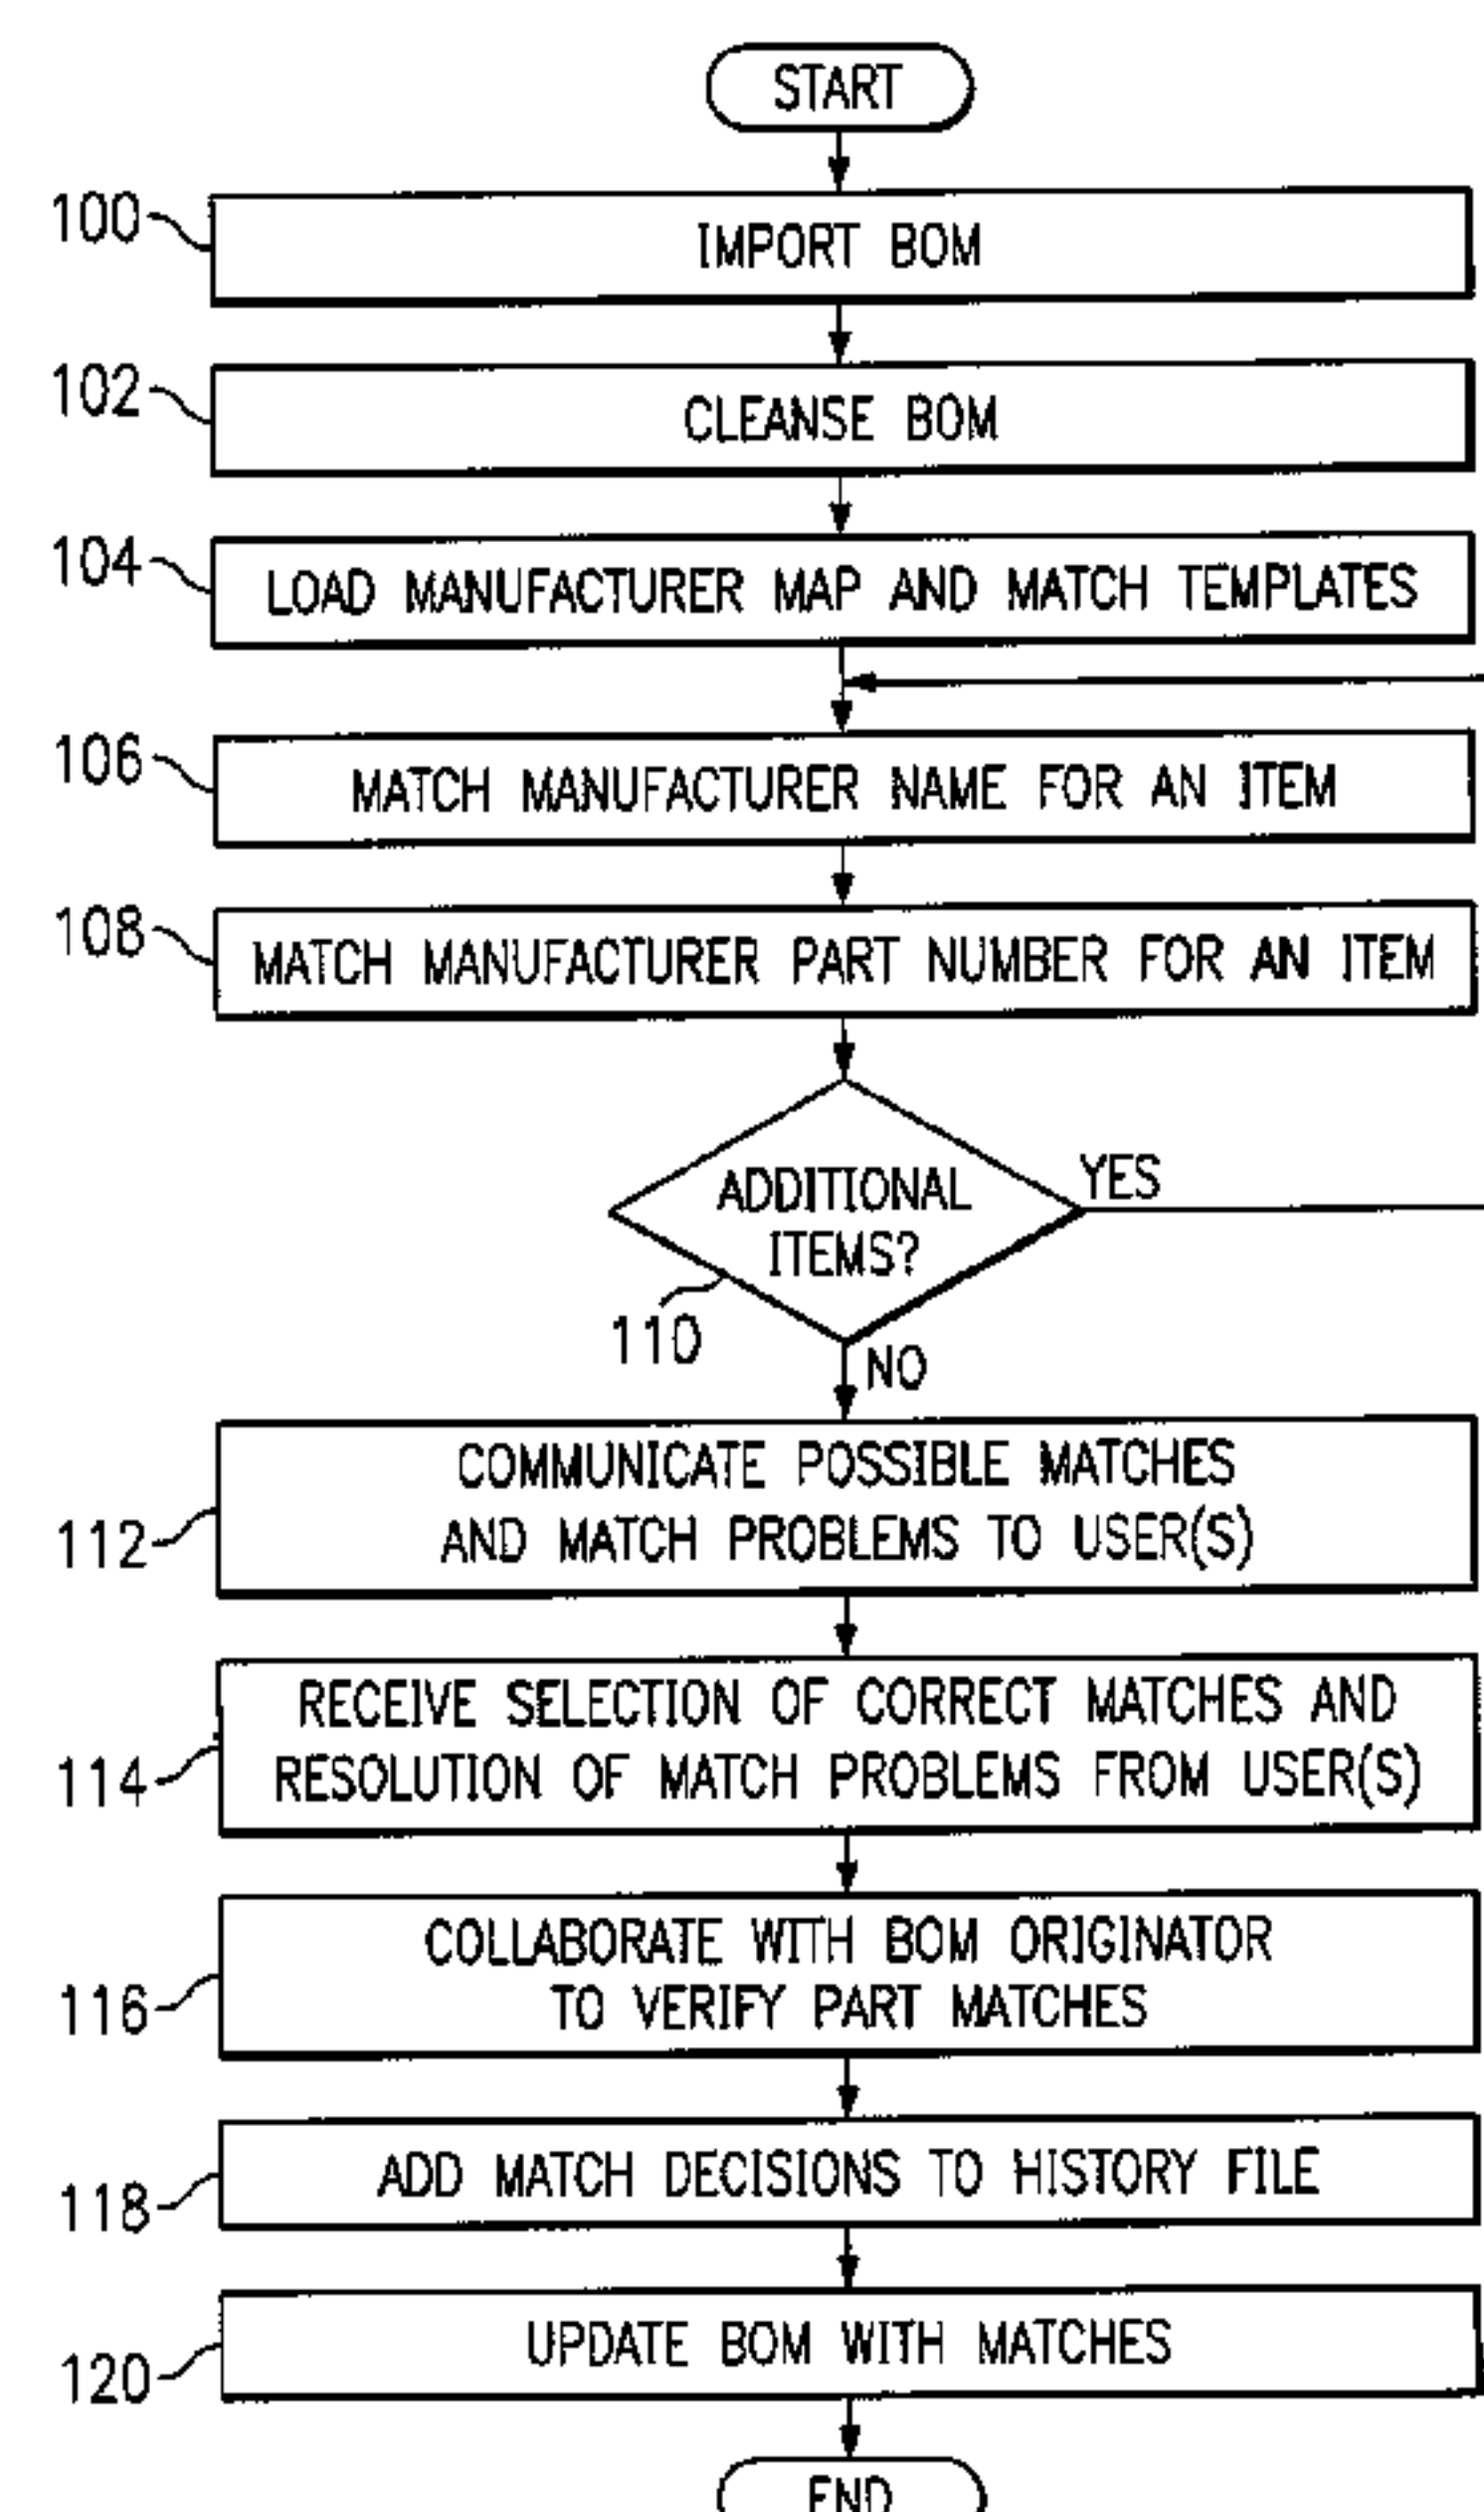 START
100
IMPORT BOM
102
CLEANSE BOM
104
LOAD MANUFACTURER MAP AND MATCH TEMPLATES
106
MATCH MANUFACTURER NAME FOR AN ITEM
108
MATCH MANUFACTURER PART NUMBER FOR AN ITEM
ADDITIONAL
ITEMS?
YES
110
NO
112
COMMUNICATE POSSIBLE MATCHES
AND MATCH PROBLEMS TO USER(S)
114
RECEIVE SELECTION OF CORRECT MATCHES AND
RESOLUTION OF MATCH PROBLEMS FROM USER(S)
116
COLLABORATE WITH BOM ORIGINATOR
TO VERIFY PART MATCHES
118
ADD MATCH DECISIONS TO HISTORY FILE
120
UPDATE BOM WITH MATCHES
END